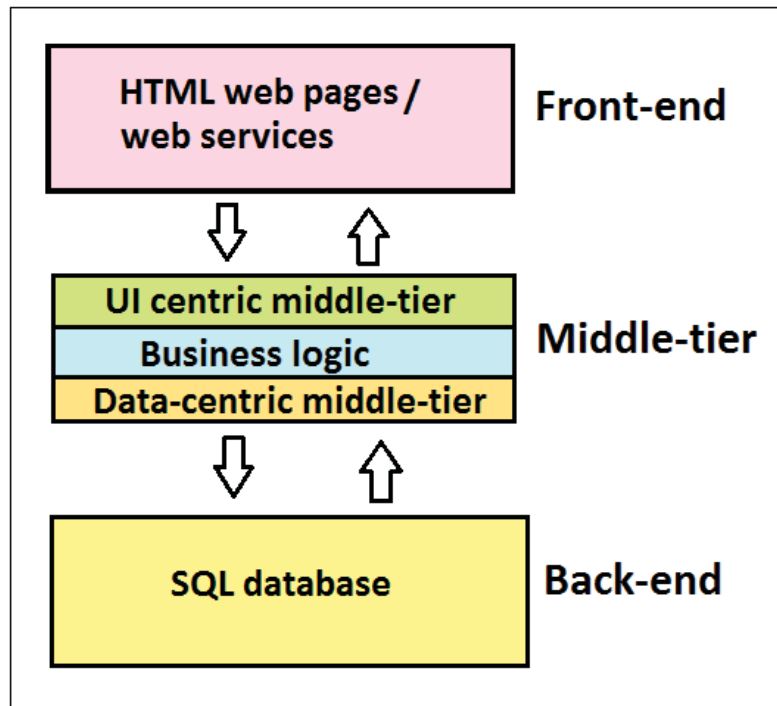 HTML web pages /
web services
Front-end
UI centric middle-tier
Business logic
Data-centric middle-tier
Middle-tier
SQL database
Back-end